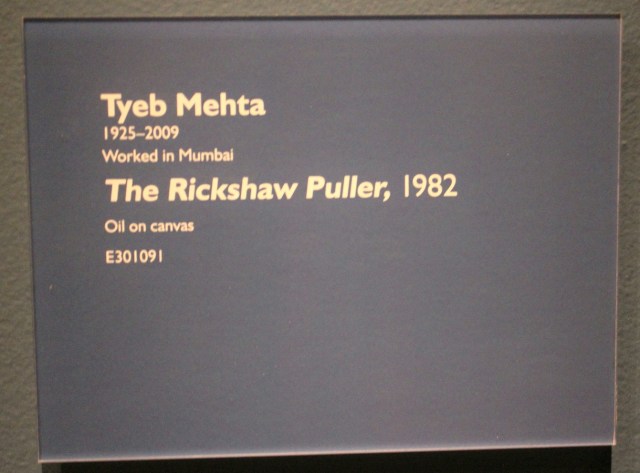 Tyeb Mehta
1925–2009
Worked in Mumbai
The Rickshaw Puller, 1982
Oil on canvas
E301091